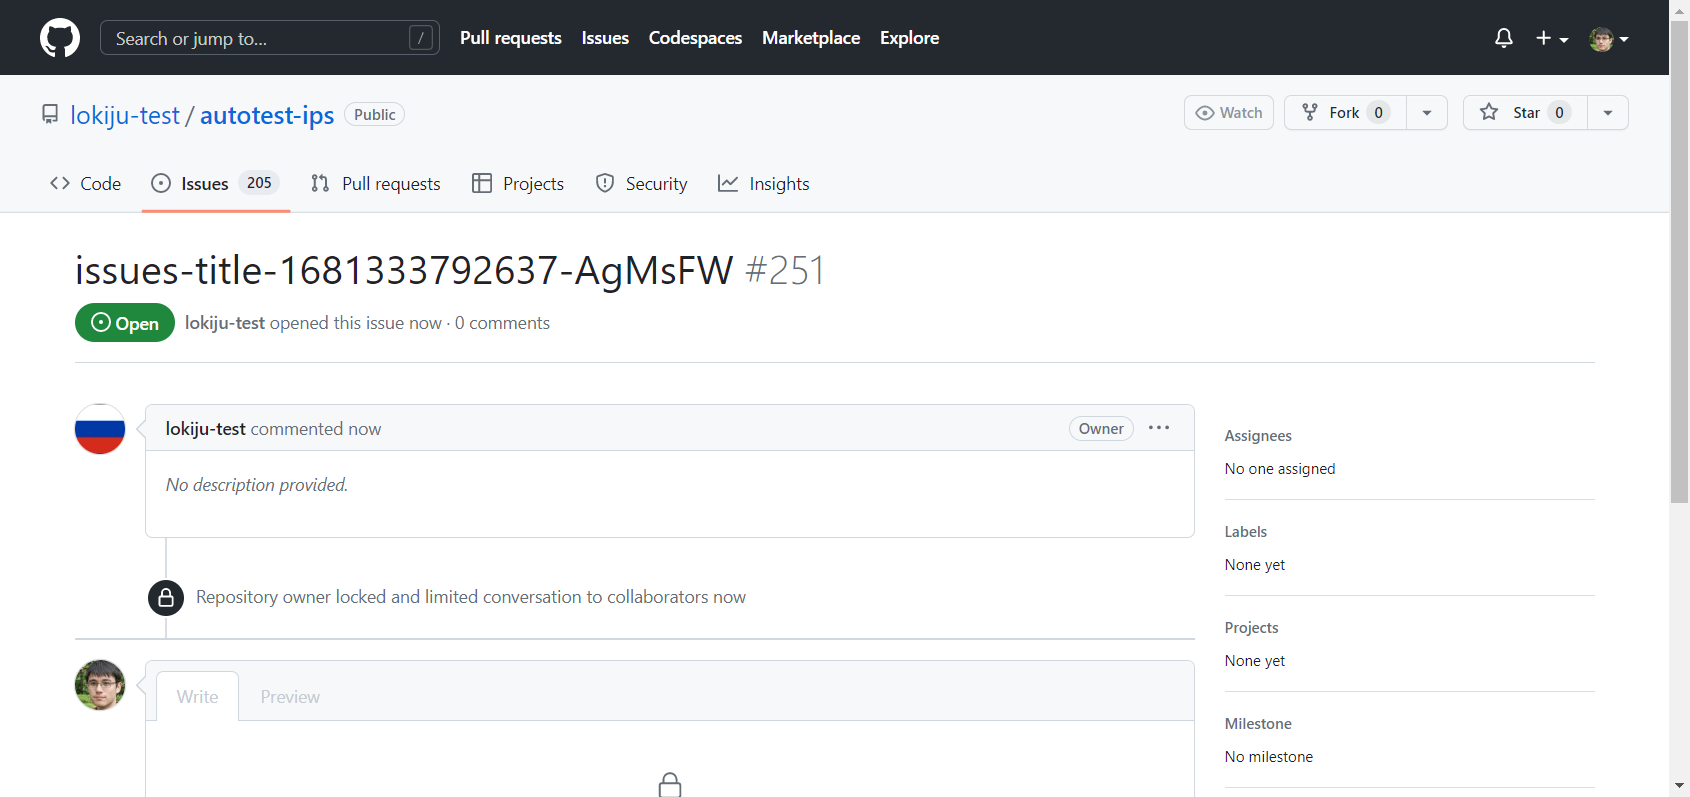 Search or jump to... /
Pull requests Issues Codespaces Marketplace Explore
lokiju-test / autotest-ips Public
Watch Fork 0 Star 0
Code Issues 205 Pull requests Projects Security Insights
issues-title-1681333792637-AgMsFW #251
Open lokiju-test opened this issue now · 0 comments
lokiju-test commented now
Owner ···
No description provided.
Repository owner locked and limited conversation to collaborators now
Write Preview
Assignees
No one assigned
Labels
None yet
Projects
None yet
Milestone
No milestone